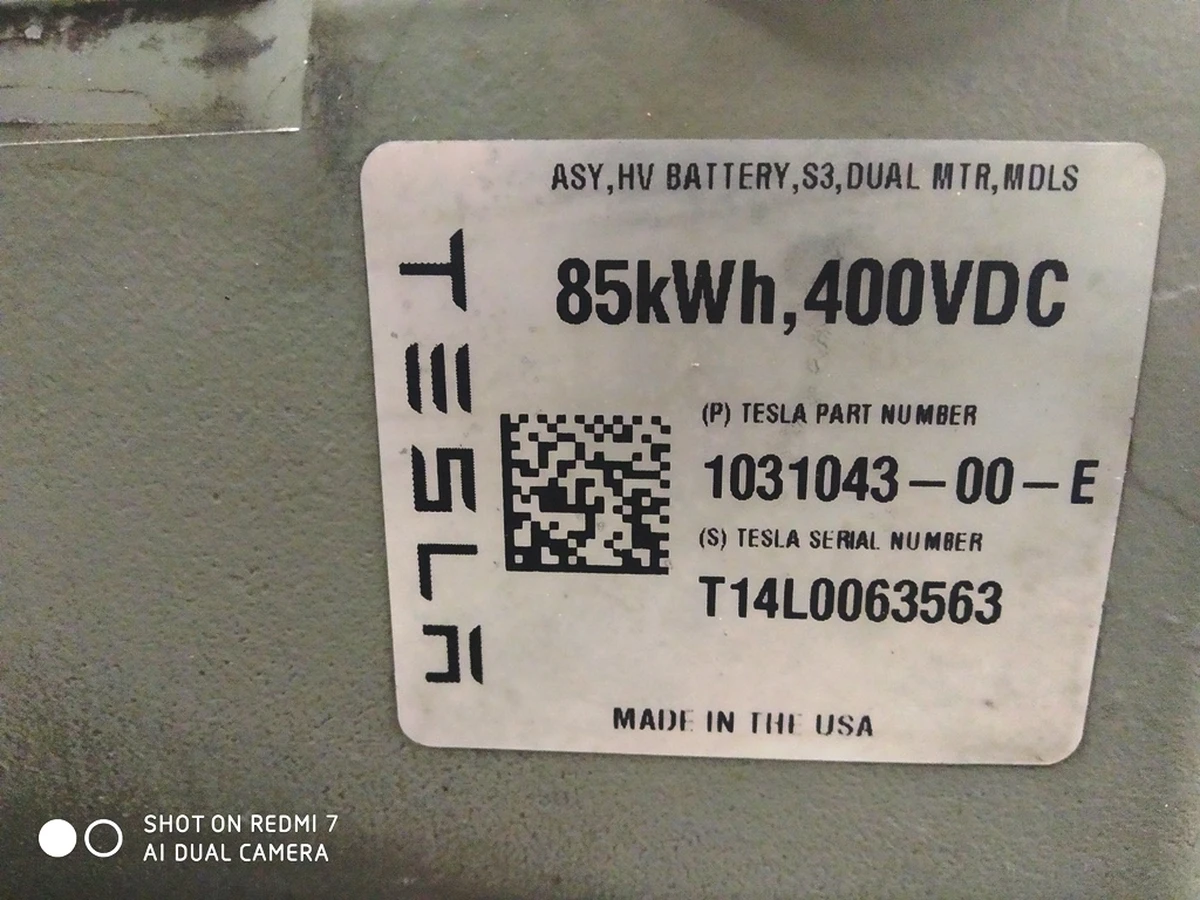 ASY,HV BATTERY,S3,DUAL MTR,MDLS
TESLA
85kWh,400VDC
(P) TESLA PART NUMBER
1031043-00-E
(S) TESLA SERIAL NUMBER
T14L0063563
MADE IN THE USA
SHOT ON REDMI 7
AI DUAL CAMERA